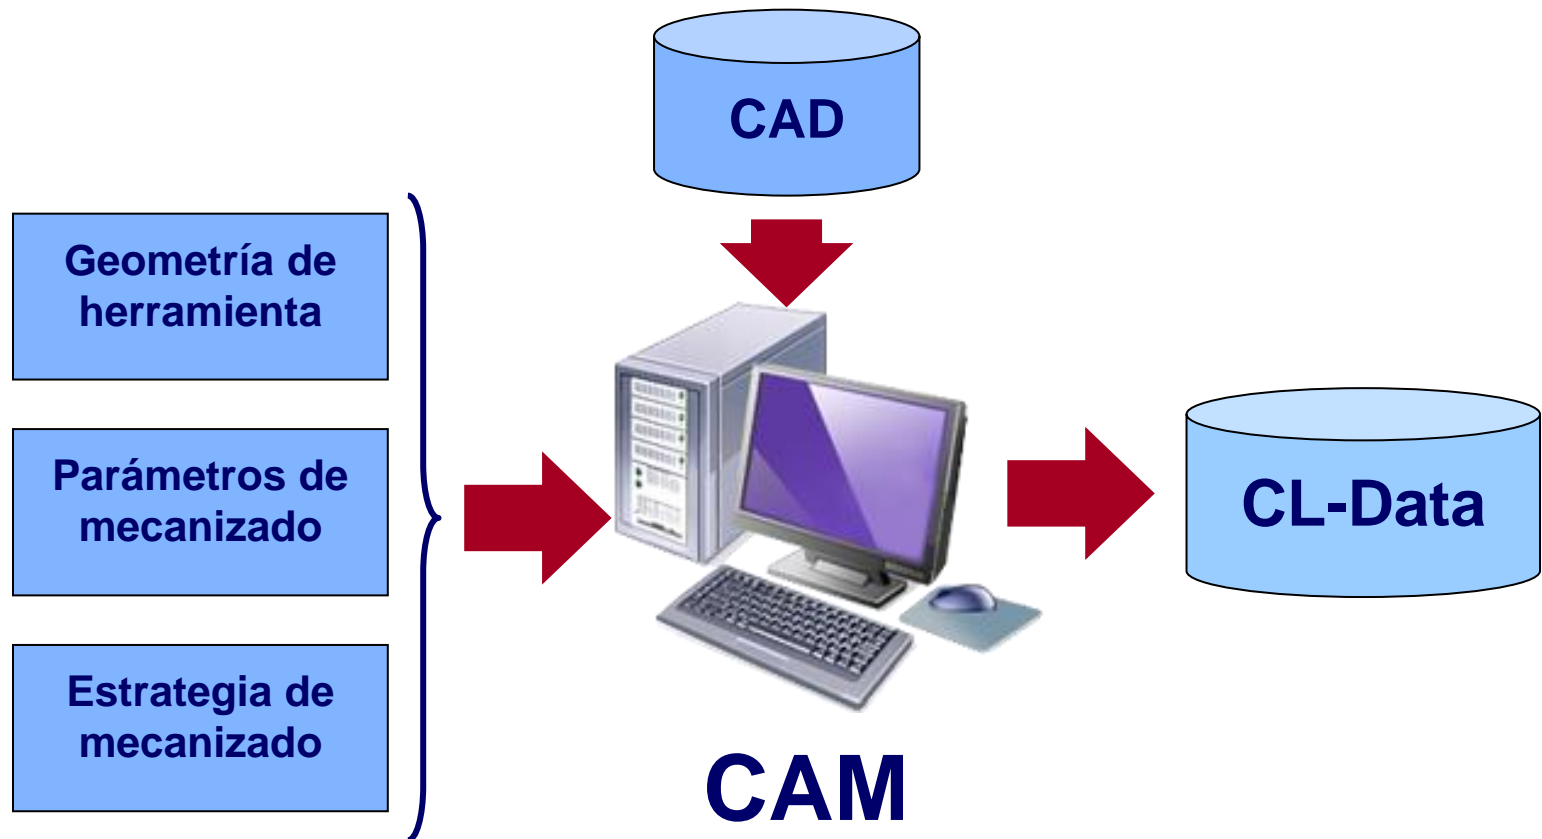 CAD
Geometría de
herramienta
Parámetros de
mecanizado
Estrategia de
mecanizado
CL-Data
CAM